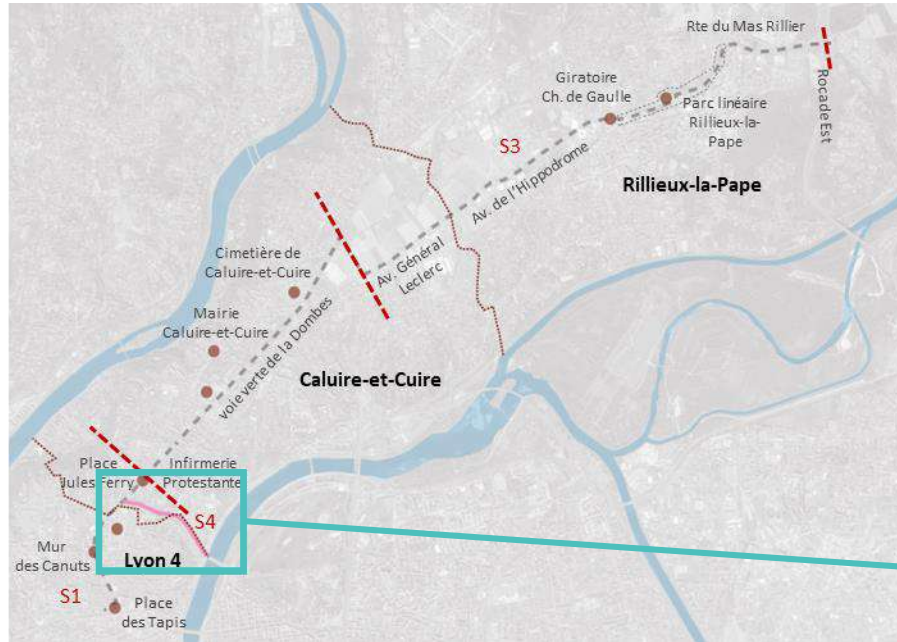 Rte du Mas Rillier
Giratoire
Ch. de Gaulle
Parc linéaire
Rillieux-la-
Pape
Rocade Est
S3
Av. de l'Hippodrome
Rillieux-la-Pape
Cimetière de
Caluire-et-Cuire
Av. Général
Leclerc
Mairie
Caluire-et-Cuire
voie verte de la Dombes
Caluire-et-Cuire
Place
Jules Ferry
Infirmerie
Protestante
S4
Mur
des Canuts
Lyon 4
S1
Place
des Tapis